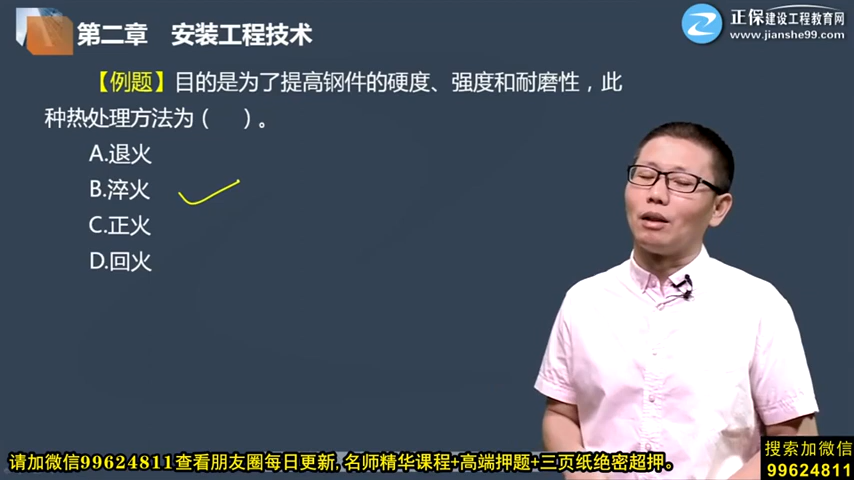 第二章 安装工程技术
正保建设工程教育网
www.jianshe99.com
【例题】目的是为了提高钢件的硬度、强度和耐磨性，此
种热处理方法为（ ）。
A.退火
B.淬火
C.正火
D.回火
请加微信99624811查看朋友圈每日更新,名师精华课程+高端押题+三页纸绝密超押。
搜索加微信
99624811